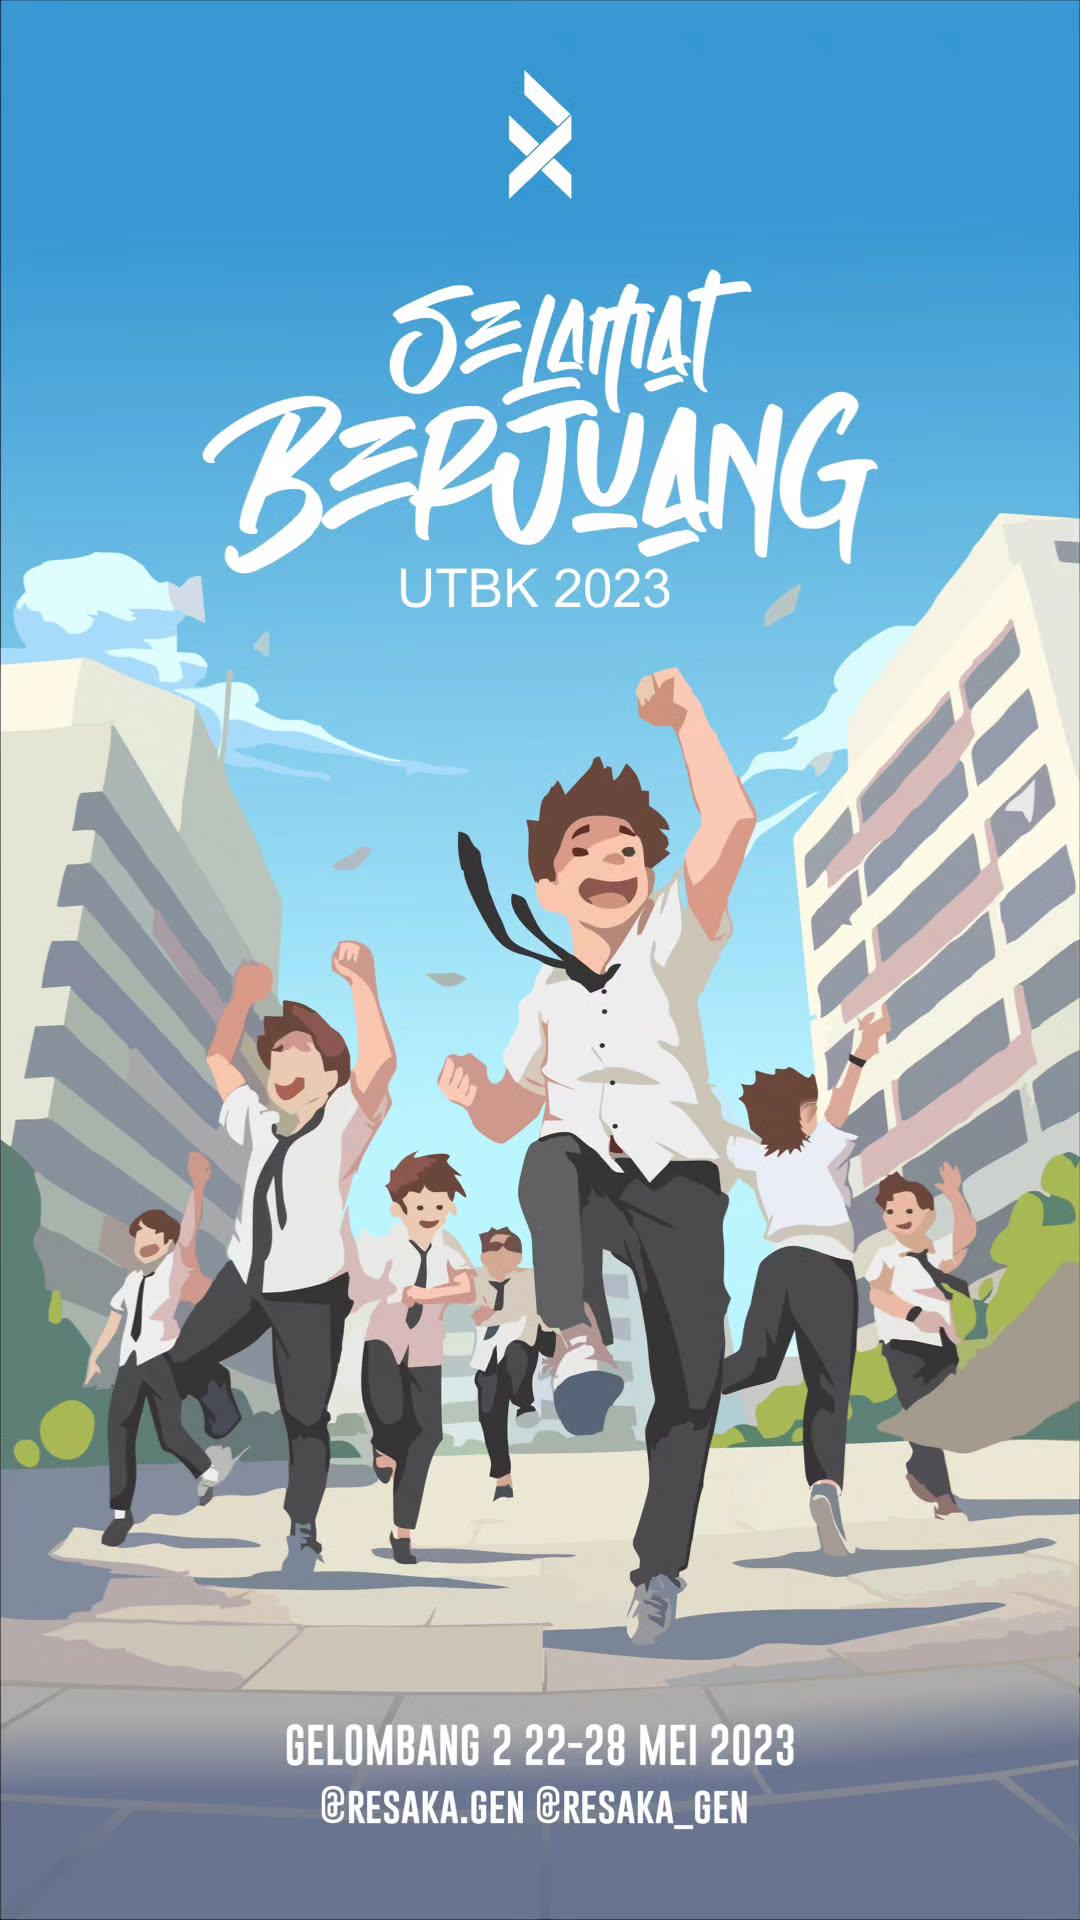 SELAMAT
BERJUANG
UTBK 2023
GELOMBANG 2 22-28 MEI 2023
@RESAKA.GEN @RESAKA_GEN